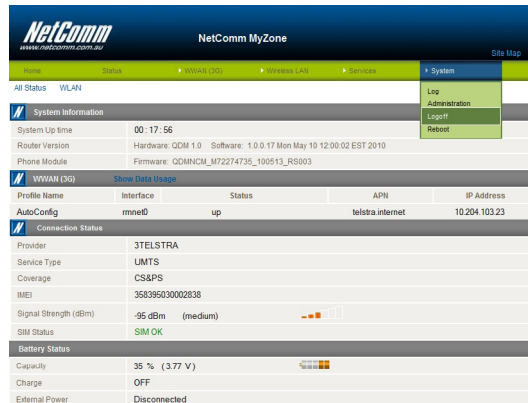 NetComm
www.netcomm.com.au
NetComm MyZone
Site Map
Home Status WWAN (3G) Wireless LAN Services System
All Status WLAN
Log
Administration
Logoff
Reboot
System Information
System Up time 00:17:56
Router Version Hardware: QDM 1.0 Software: 1.0.0.17 Mon May 10 12:00:02 EST 2010
Phone Module Firmware: QDMNCM_M72274735_100513_RS003
WWAN (3G) Show Data Usage
Profile Name Interface Status APN IP Address
AutoConfig rmnet0 up telstra.internet 10.204.103.23
Connection Status
Provider 3TELSTRA
Service Type UMTS
Coverage CS&PS
IMEI 358395030002838
Signal Strength (dBm) -95 dBm (medium)
SIM Status SIM OK
Battery Status
Capacity 35 % (3.77 V)
Charge OFF
External Power Disconnected